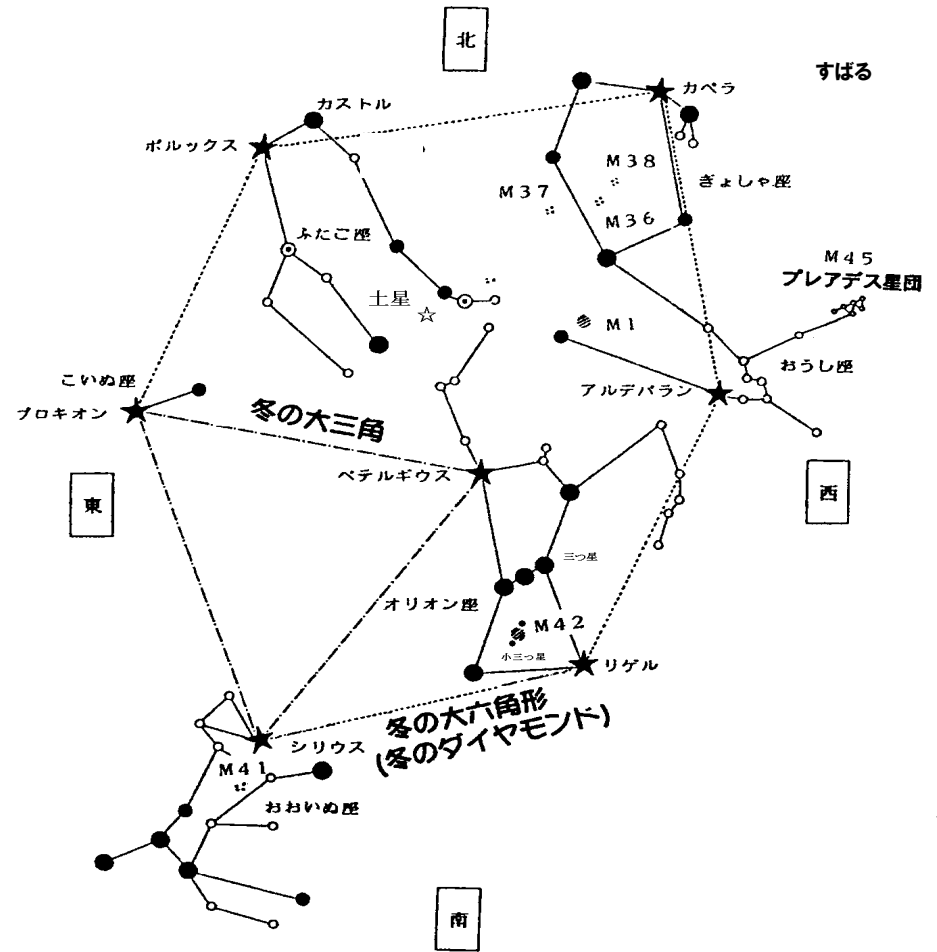 北
すばる
カストル
カペラ
ポルックス
M38
M37
ぎょしゃ座
M36
ふたご座
M45
プレアデス星団
土星
M1
おうし座
こいぬ座
アルデバラン
プロキオン
冬の大三角
ベテルギウス
東
西
三つ星
オリオン座
M42
小三つ星
リゲル
冬の大六角形
(冬のダイヤモンド)
シリウス
M41
おおいぬ座
南